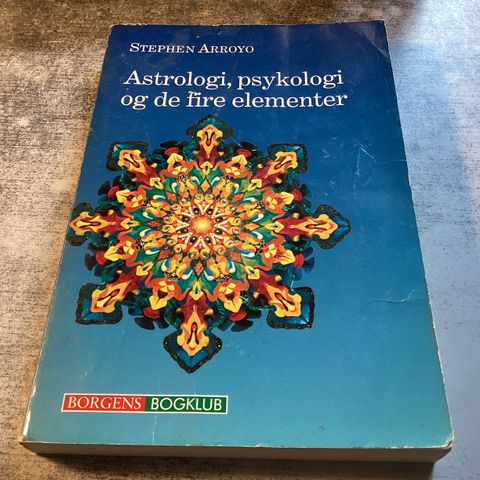 STEPHEN ARROYO
Astrologi, psykologi
og de fire elementer
BORGENS BOGKLUB